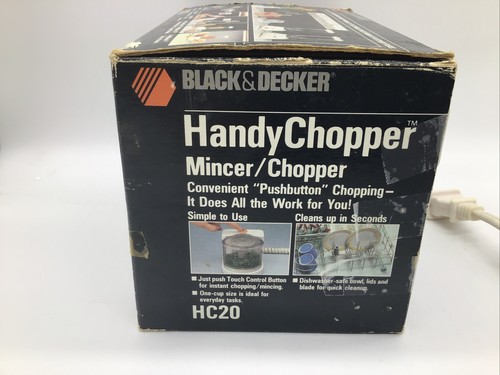 BLACK&DECKER®
HandyChopper™
Mincer/Chopper
Convenient "Pushbutton" Chopping—
It Does All the Work for You!
Simple to Use
Cleans up in Seconds
■ Just push Touch Control Button
for instant chopping/mincing.
■ One-cup size is ideal for
everyday tasks.
■ Dishwasher-safe bowl, lids and
blade for quick cleanup.
HC20